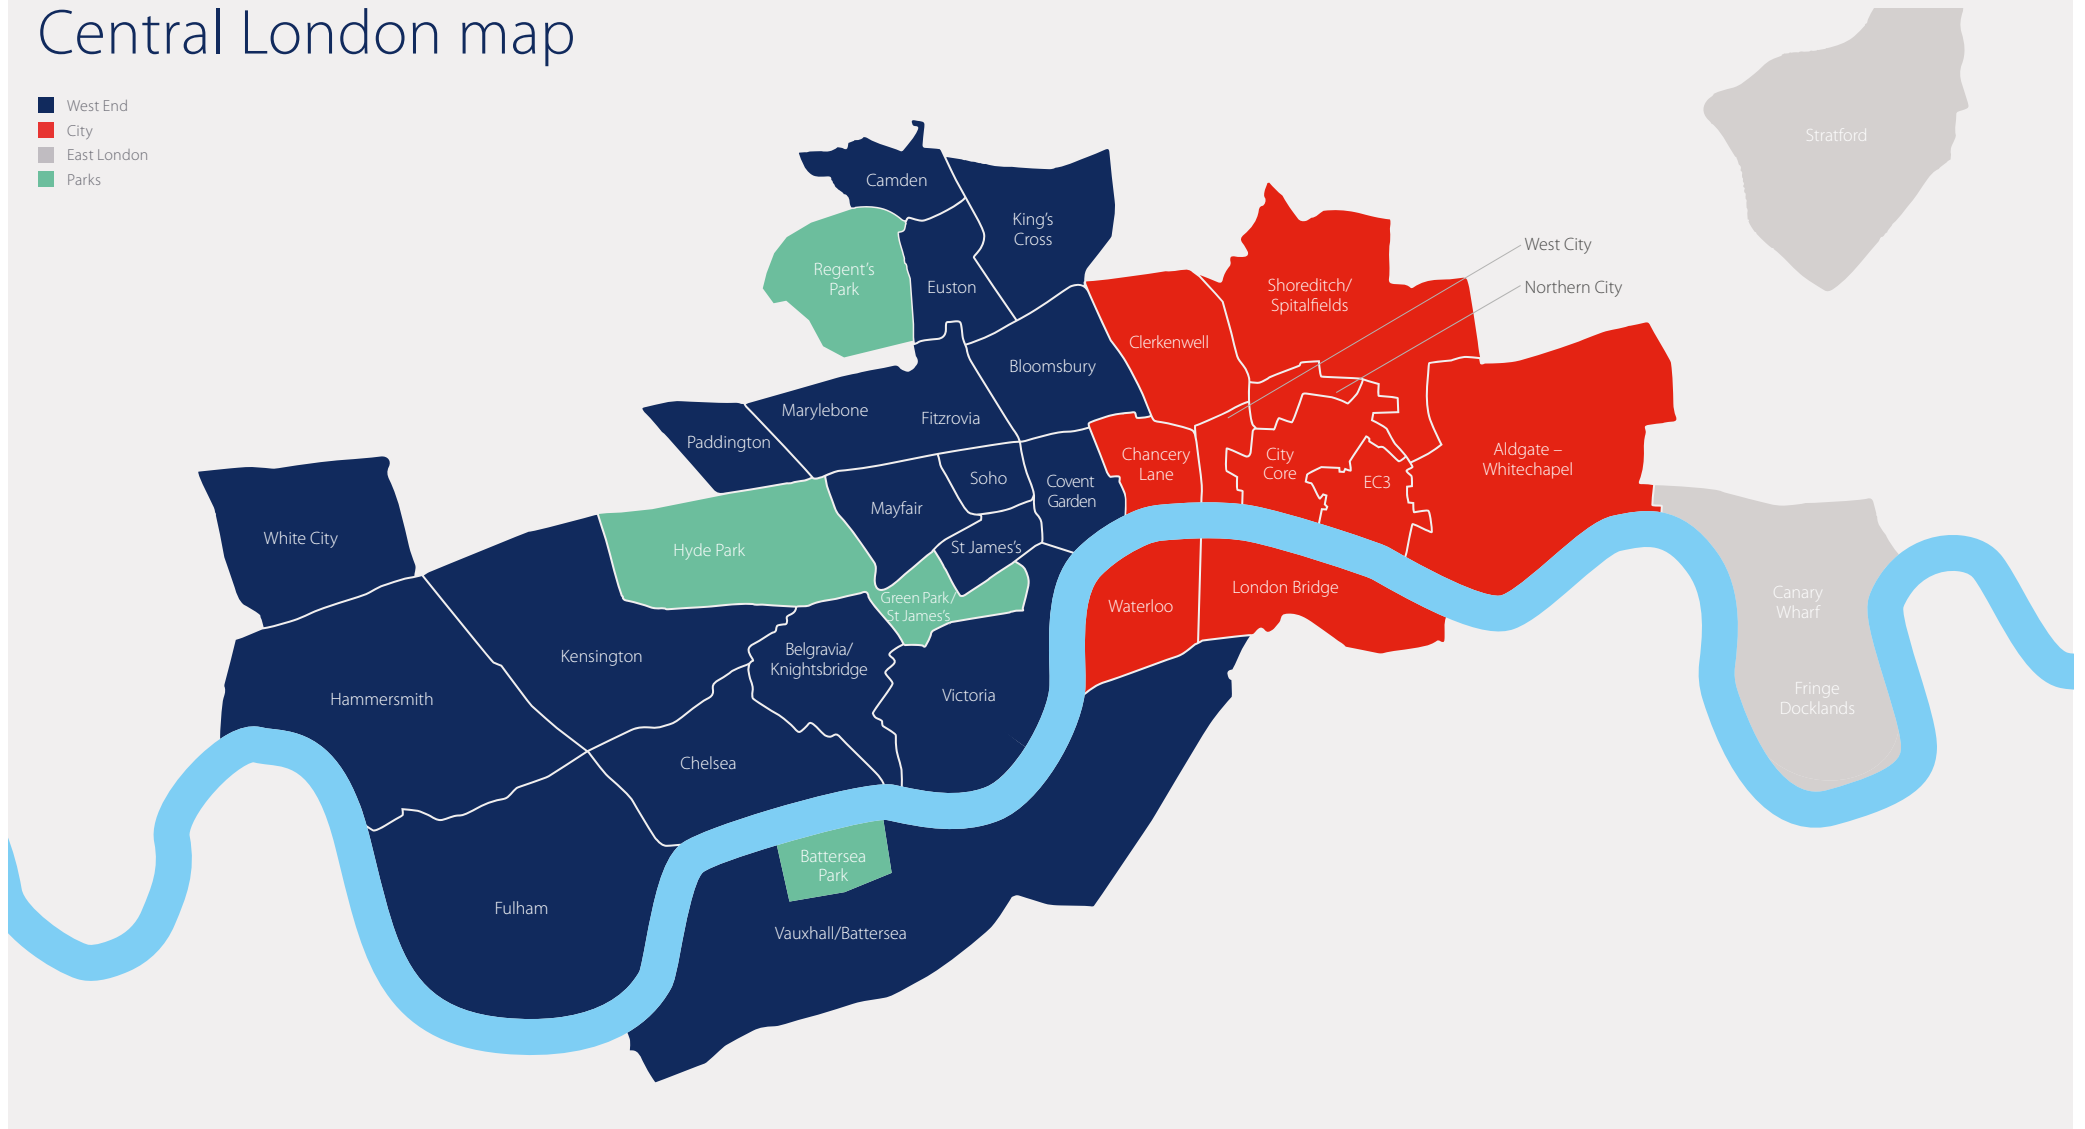 Central London map
West End
City
East London
Parks
Stratford
Camden
King's
Cross
Regent's
Park
Euston
West City
Northern City
Shoreditch/
Spitalfields
Clerkenwell
Bloomsbury
Marylebone
Fitzrovia
Paddington
Chancery
Lane
City
Core
EC3
Aldgate –
Whitechapel
Soho
Covent
Garden
Mayfair
St James's
White City
Hyde Park
Green Park/
St James's
Waterloo
London Bridge
Canary
Wharf
Kensington
Belgravia/
Knightsbridge
Hammersmith
Victoria
Fringe
Docklands
Chelsea
Battersea
Park
Fulham
Vauxhall/Battersea